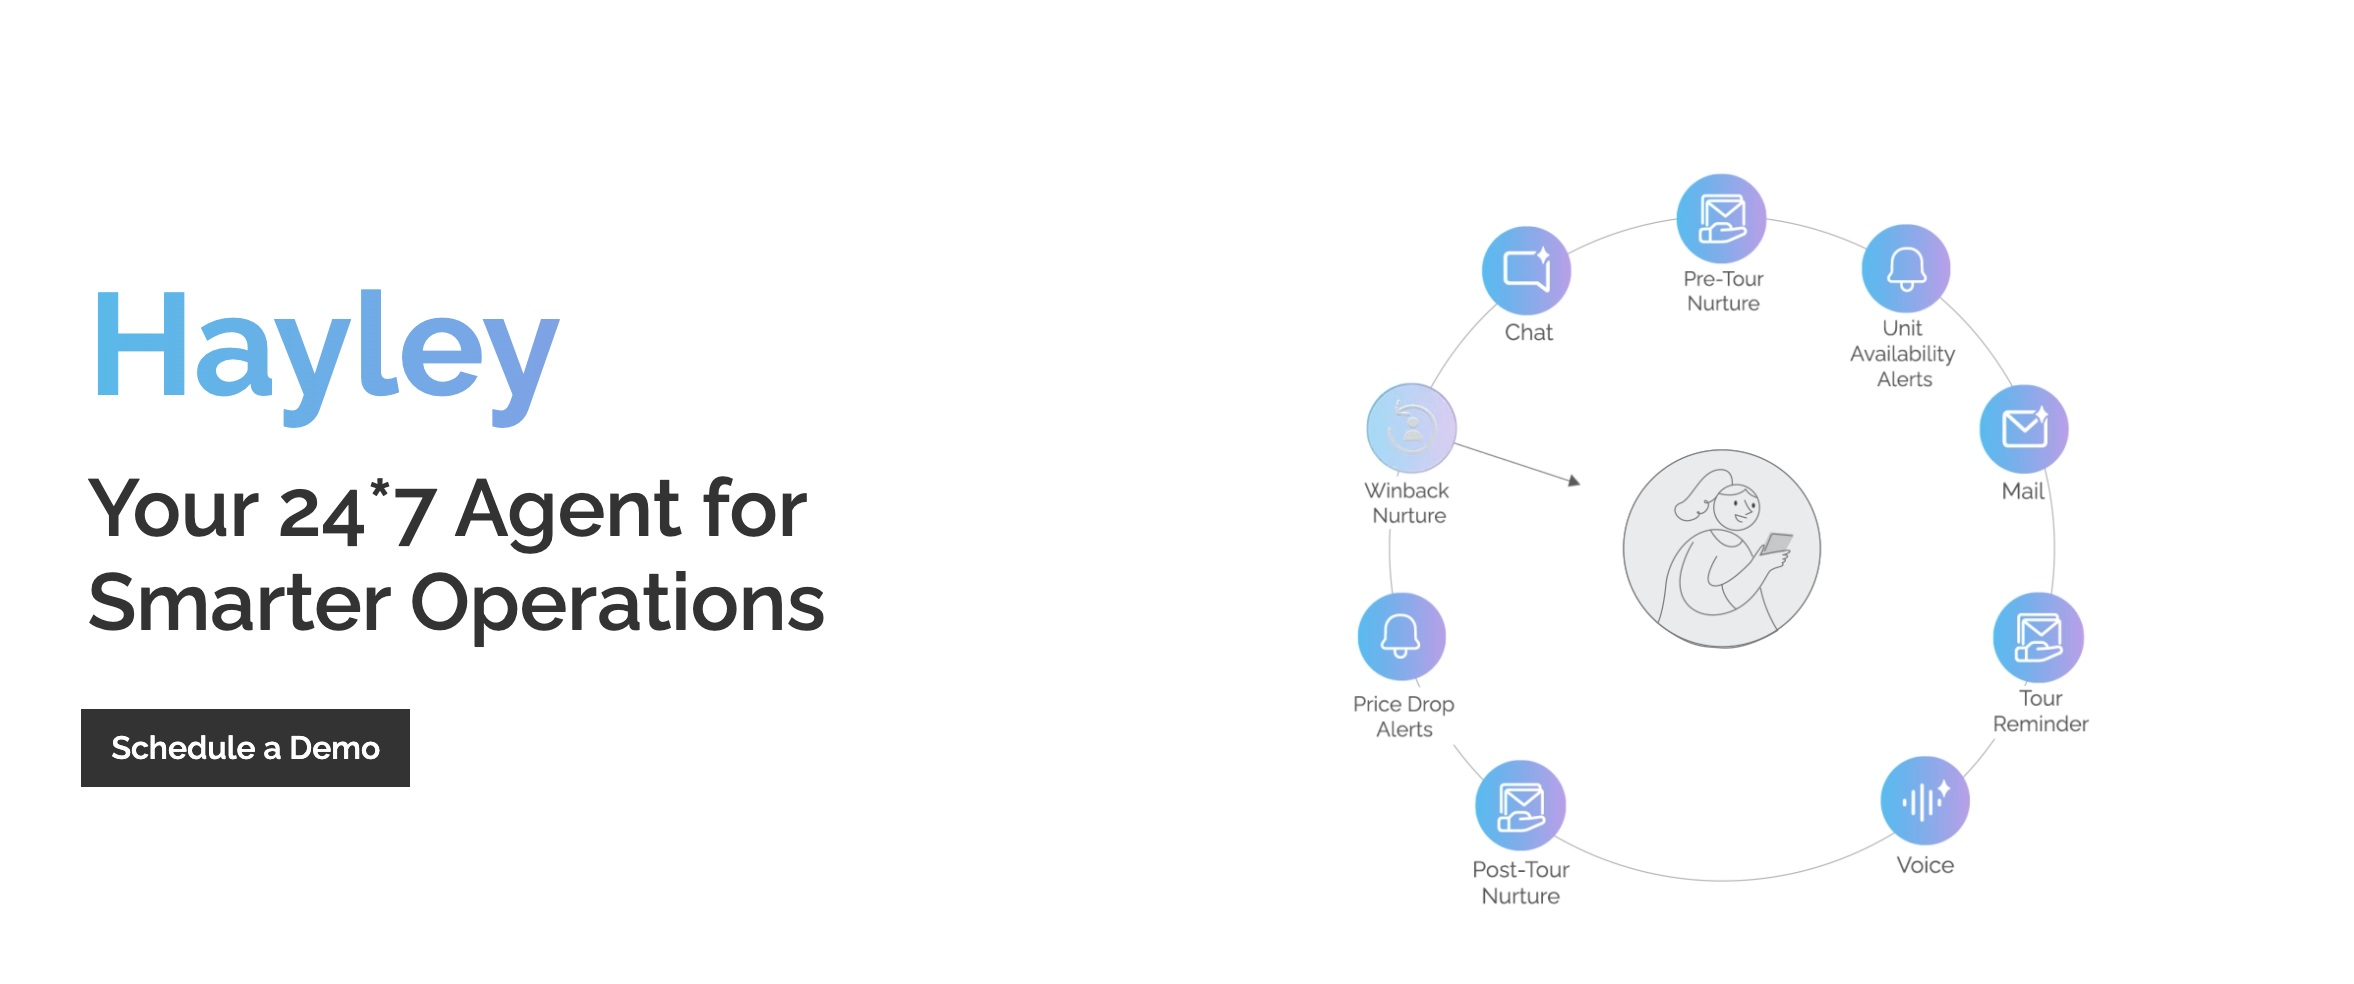 Hayley
Your 24*7 Agent for
Smarter Operations
Schedule a Demo
Pre-Tour
Nurture
Unit
Availability
Alerts
Mail
Tour
Reminder
Voice
Post-Tour
Nurture
Price Drop
Alerts
Winback
Nurture
Chat